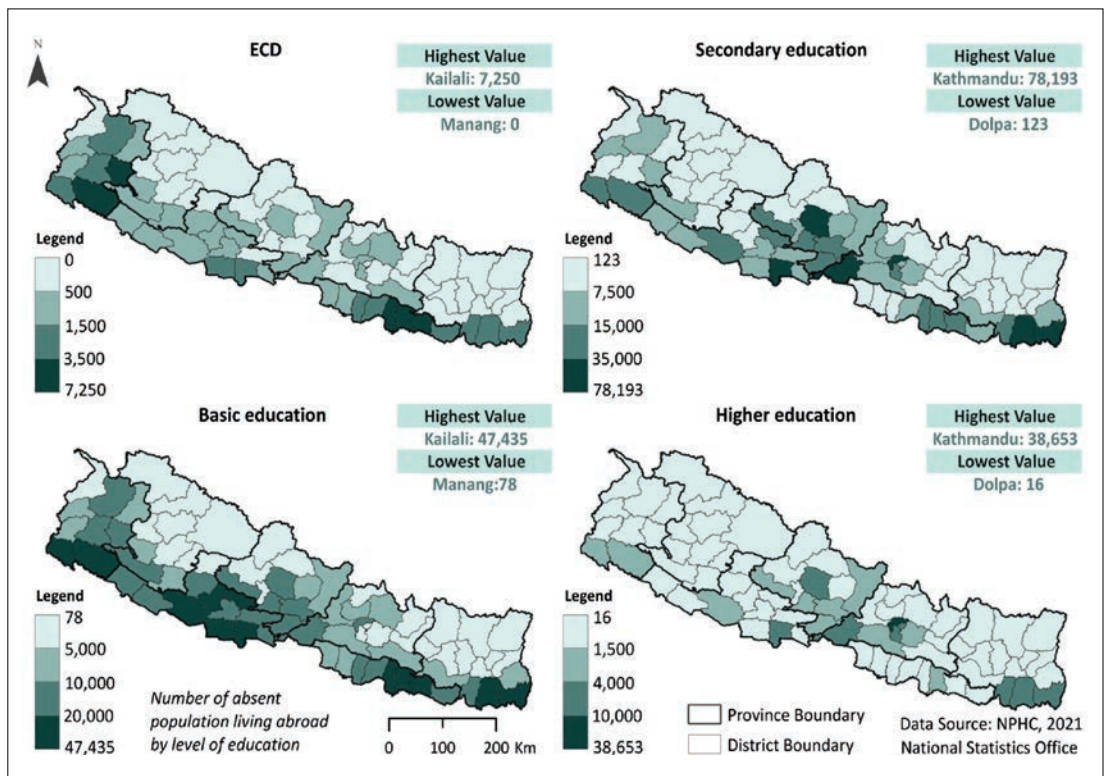 N
ECD
Highest Value
Kailali: 7,250
Lowest Value
Manang: 0
Legend
0
500
1,500
3,500
7,250
Secondary education
Highest Value
Kathmandu: 78,193
Lowest Value
Dolpa: 123
Legend
123
7,500
15,000
35,000
78,193
Basic education
Highest Value
Kailali: 47,435
Lowest Value
Manang:78
Legend
78
5,000
10,000
20,000
47,435
Number of absent
population living abroad
by level of education
0 100 200 Km
Higher education
Highest Value
Kathmandu: 38,653
Lowest Value
Dolpa: 16
Legend
16
1,500
4,000
10,000
38,653
Province Boundary
District Boundary
Data Source: NPHC, 2021
National Statistics Office